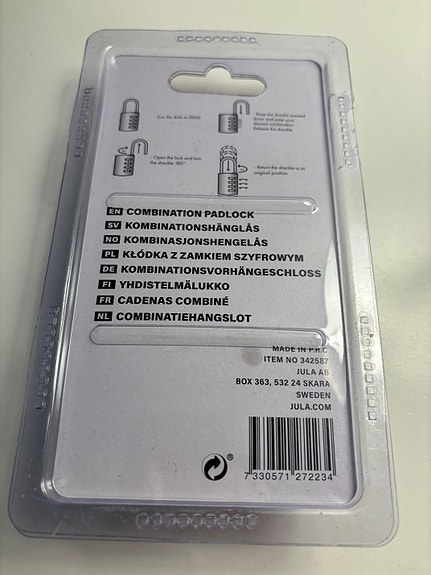 - Turn the dials to 0000
- Keep the shackle pressed
down and enter your
desired combination.
Release the shackle.
- Open the lock and turn
the shackle 180°
- Return the shackle to its
original position
EN COMBINATION PADLOCK
SV KOMBINATIONSHÄNGLÅS
NO KOMBINASJONSHENGELÅS
PL KŁÓDKA Z ZAMKIEM SZYFROWYM
DE KOMBINATIONSVORHÄNGESCHLOSS
FI YHDISTELMÄLUKKO
FR CADENAS COMBINÉ
NL COMBINATIEHANGSLOT
MADE IN P.R.C
ITEM NO 342587
JULA AB
BOX 363, 532 24 SKARA
SWEDEN
JULA.COM
®
7 330571 272234